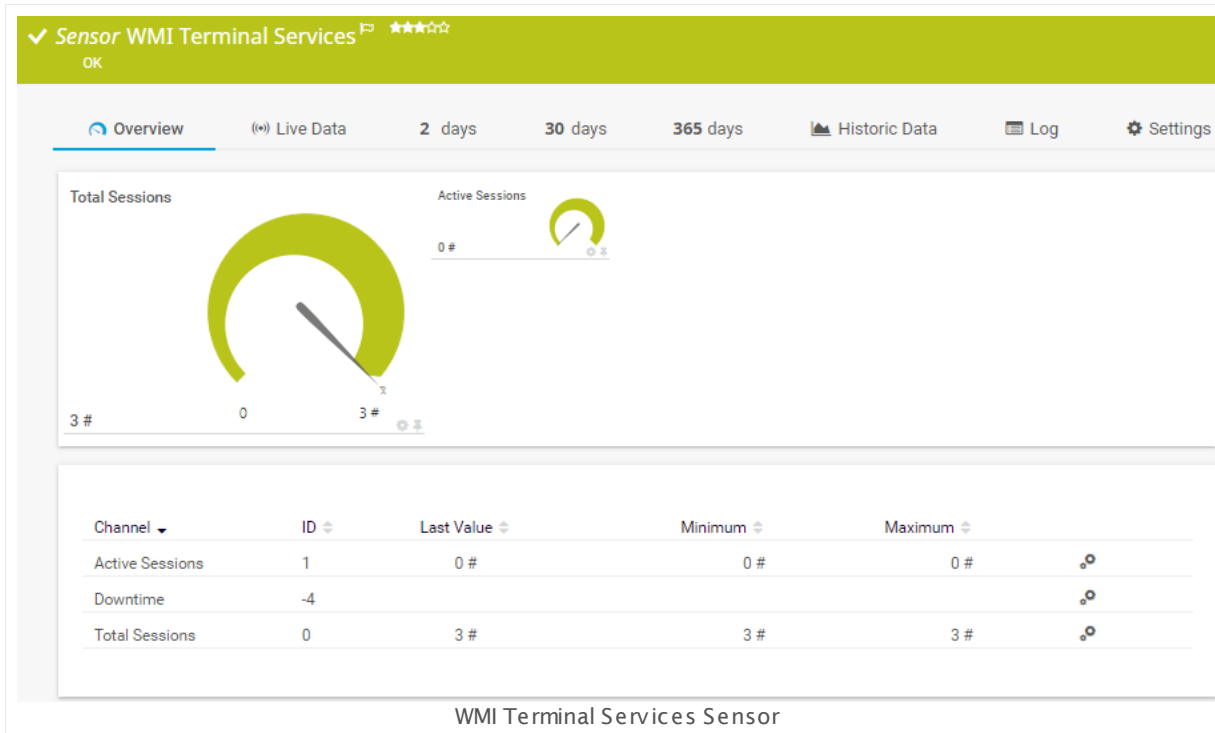 Sensor WMI Terminal Services
OK
Overview Live Data 2 days 30 days 365 days Historic Data Log Settings
Total Sessions
3 #
0 3 #
Active Sessions
0 #
Channel ID Last Value Minimum Maximum
Active Sessions 1 0 # 0 # 0 #
Downtime -4
Total Sessions 0 3 # 3 # 3 #
WMI Terminal Services Sensor